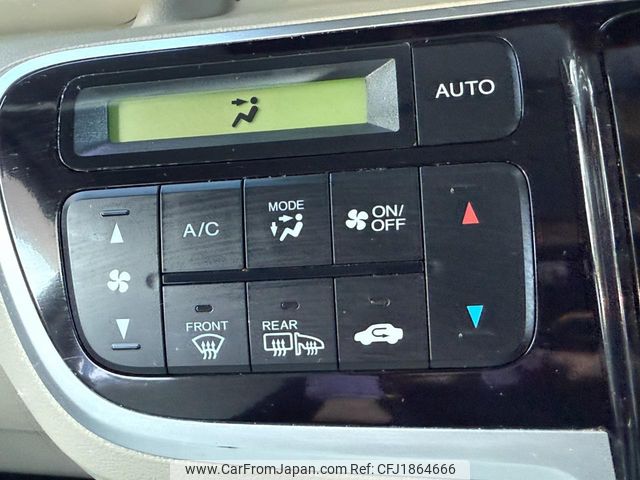 AUTO
A/C
MODE
ON/
OFF
FRONT
REAR
www.CarFromJapan.com Ref: CFJ1864666